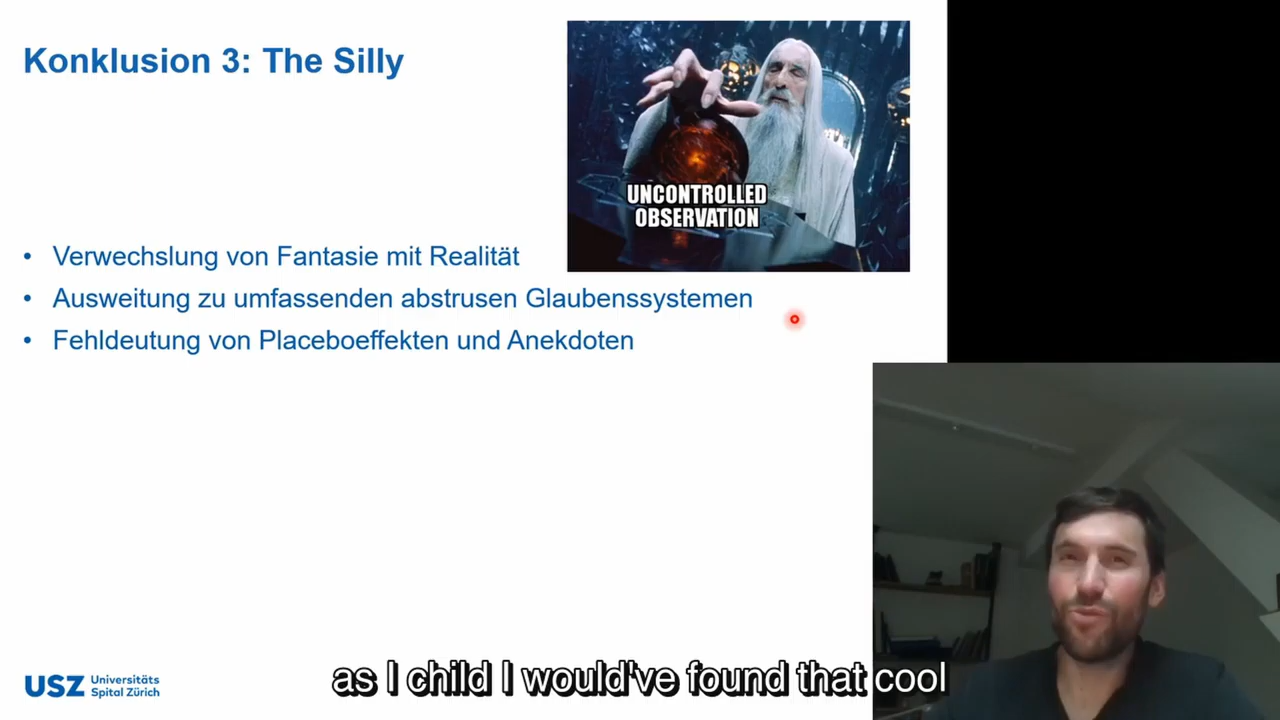 Konklusion 3: The Silly
UNCONTROLLED
OBSERVATION
• Verwechslung von Fantasie mit Realität
• Ausweitung zu umfassenden abstrusen Glaubenssystemen
• Fehldeutung von Placeboeffekten und Anekdoten
USZ Universitäts
Spital Zürich
as I child I would've found that cool